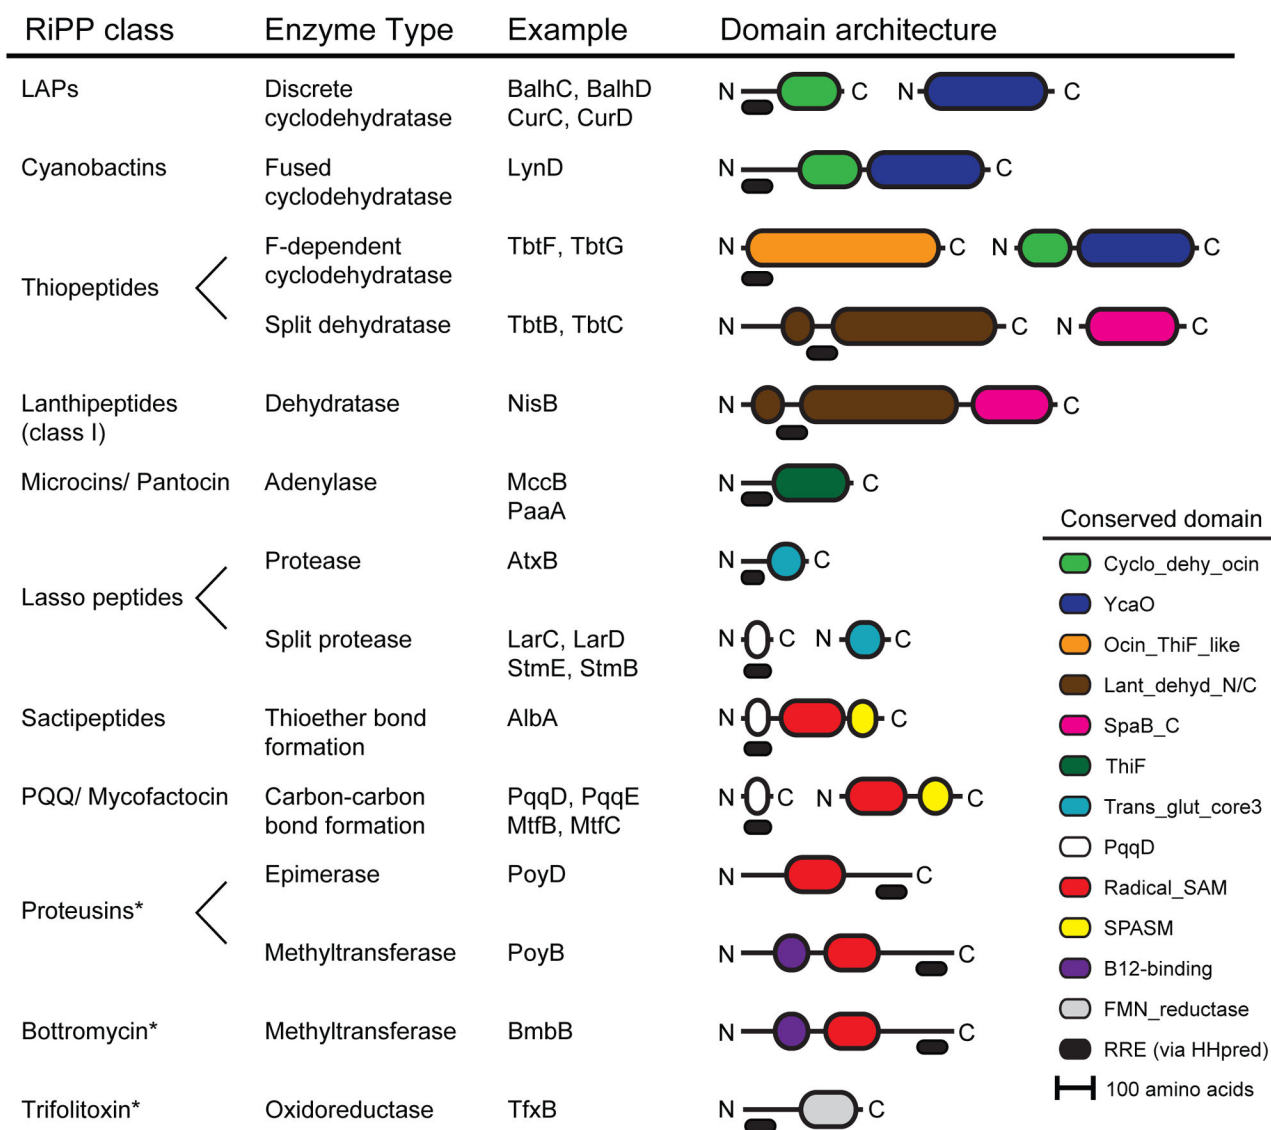 RiPP class Enzyme Type Example Domain architecture
LAPs Discrete BalhC, BalhD N C N C
cyclodehydratase CurC, CurD
Cyanobactins Fused LynD N C
cyclodehydratase
F-dependent TbtF, TbtG N C N C
cyclodehydratase
Thiopeptides
Split dehydratase TbtB, TbtC N C N C
Lanthipeptides Dehydratase NisB N C
(class I)
Microcins/ Pantocin Adenylase MccB N C
PaaA
Protease AtxB N C
Lasso peptides
Split protease LarC, LarD N C N C
StmE, StmB
Sactipeptides Thioether bond AlbA N C
formation
PQQ/ Mycofactocin Carbon-carbon PqqD, PqqE N C N C
bond formation MtfB, MtfC
Epimerase PoyD N C
Proteusins*
Methyltransferase PoyB N C
Bottromycin* Methyltransferase BmbB N C
Trifolitoxin* Oxidoreductase TfxB N C
Conserved domain
Cyclo_dehy_ocin
YcaO
Ocin_ThiF_like
Lant_dehyd_N/C
SpaB_C
ThiF
Trans_glut_core3
PqqD
Radical_SAM
SPASM
B12-binding
FMN_reductase
RRE (via HHpred)
100 amino acids